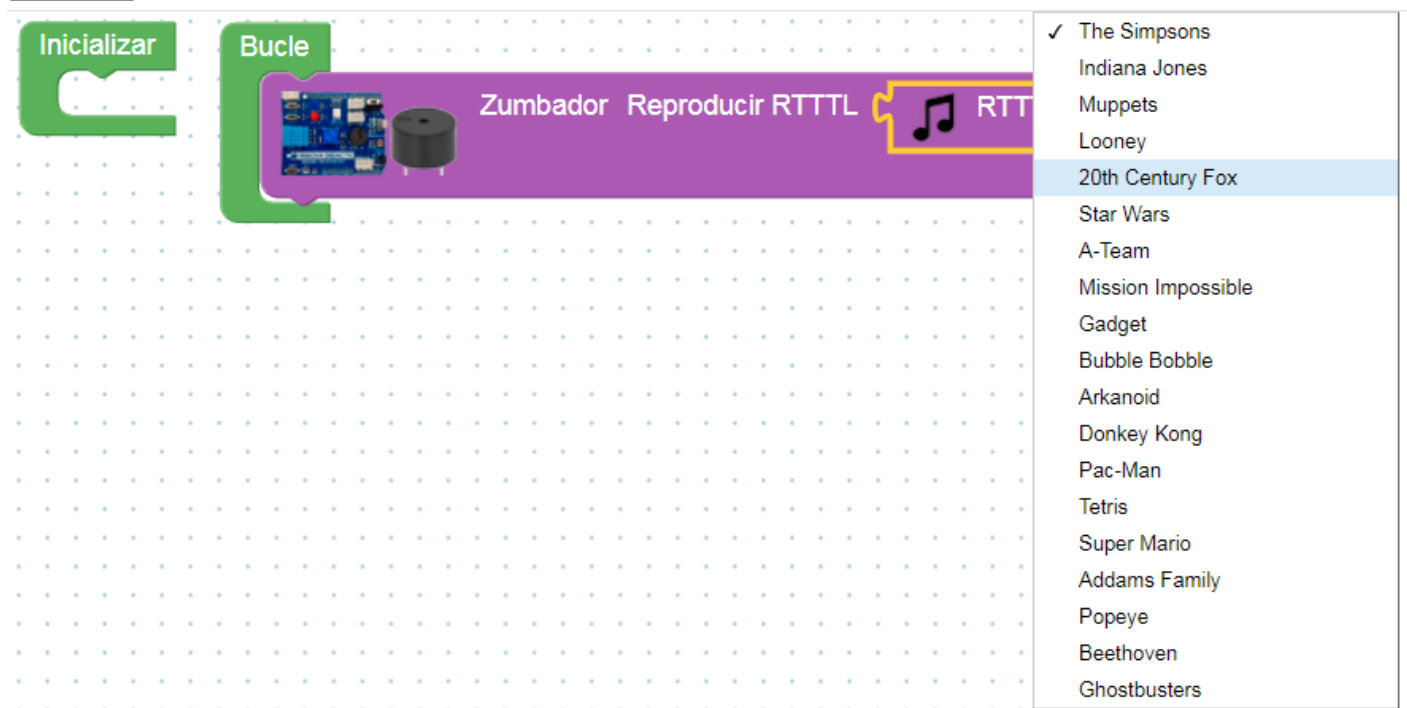 Inicializar
Bucle
Zumbador Reproducir RTTTL RTT
✓ The Simpsons
Indiana Jones
Muppets
Looney
20th Century Fox
Star Wars
A-Team
Mission Impossible
Gadget
Bubble Bobble
Arkanoid
Donkey Kong
Pac-Man
Tetris
Super Mario
Addams Family
Popeye
Beethoven
Ghostbusters